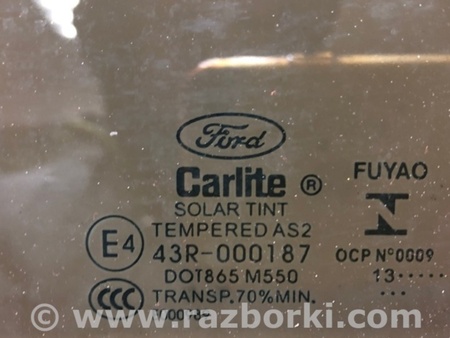 Ford
Carlite ®
SOLAR TINT
TEMPERED AS2
E4 43R-000187
DOT865 M550
CCC TRANSP.70%MIN.
FUYAO
OCP Nº0009
13·····
···
© www.razborki.com